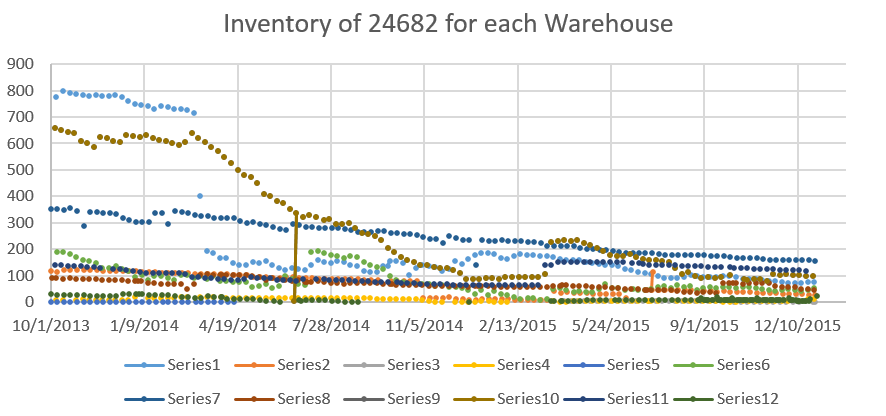 Inventory of 24682 for each Warehouse
900
800
700
600
500
400
300
200
100
0
10/1/2013 1/9/2014 4/19/2014 7/28/2014 11/5/2014 2/13/2015 5/24/2015 9/1/2015 12/10/2015
Series1 Series2 Series3 Series4 Series5 Series6
Series7 Series8 Series9 Series10 Series11 Series12